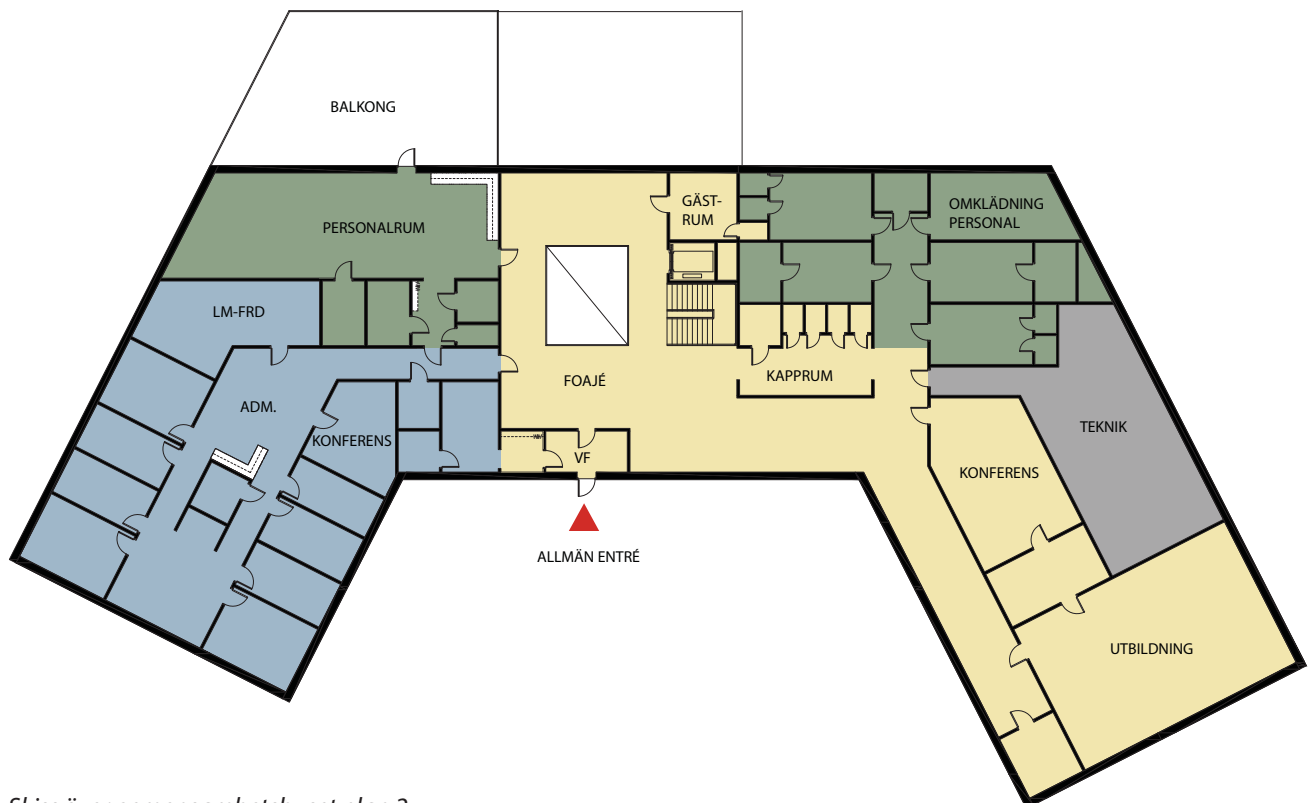 BALKONG
GÄST-
RUM
OMKLÄDNING
PERSONAL
PERSONALRUM
LM-FRD
FOAJÉ
KAPPRUM
ADM.
KONFERENS
TEKNIK
VF
KONFERENS
ALLMÄN ENTRÉ
UTBILDNING